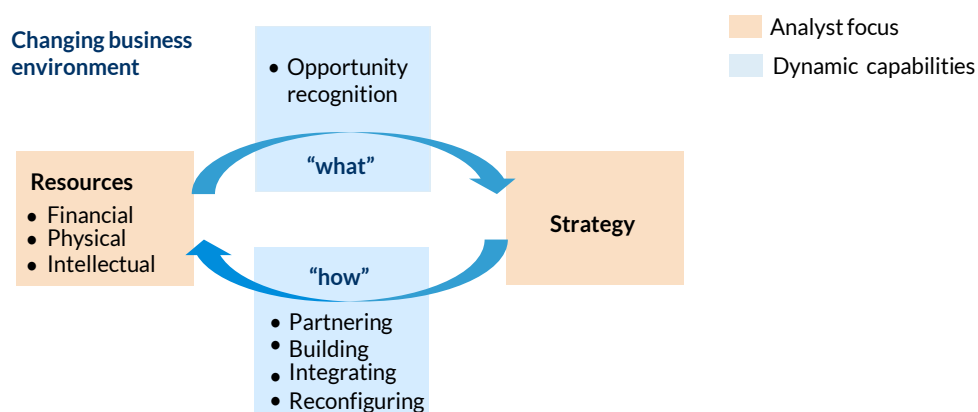 Changing business
environment
• Opportunity
recognition
Analyst focus
Dynamic capabilities
“what”
Resources
• Financial
• Physical
• Intellectual
Strategy
“how”
• Partnering
• Building
• Integrating
• Reconfiguring